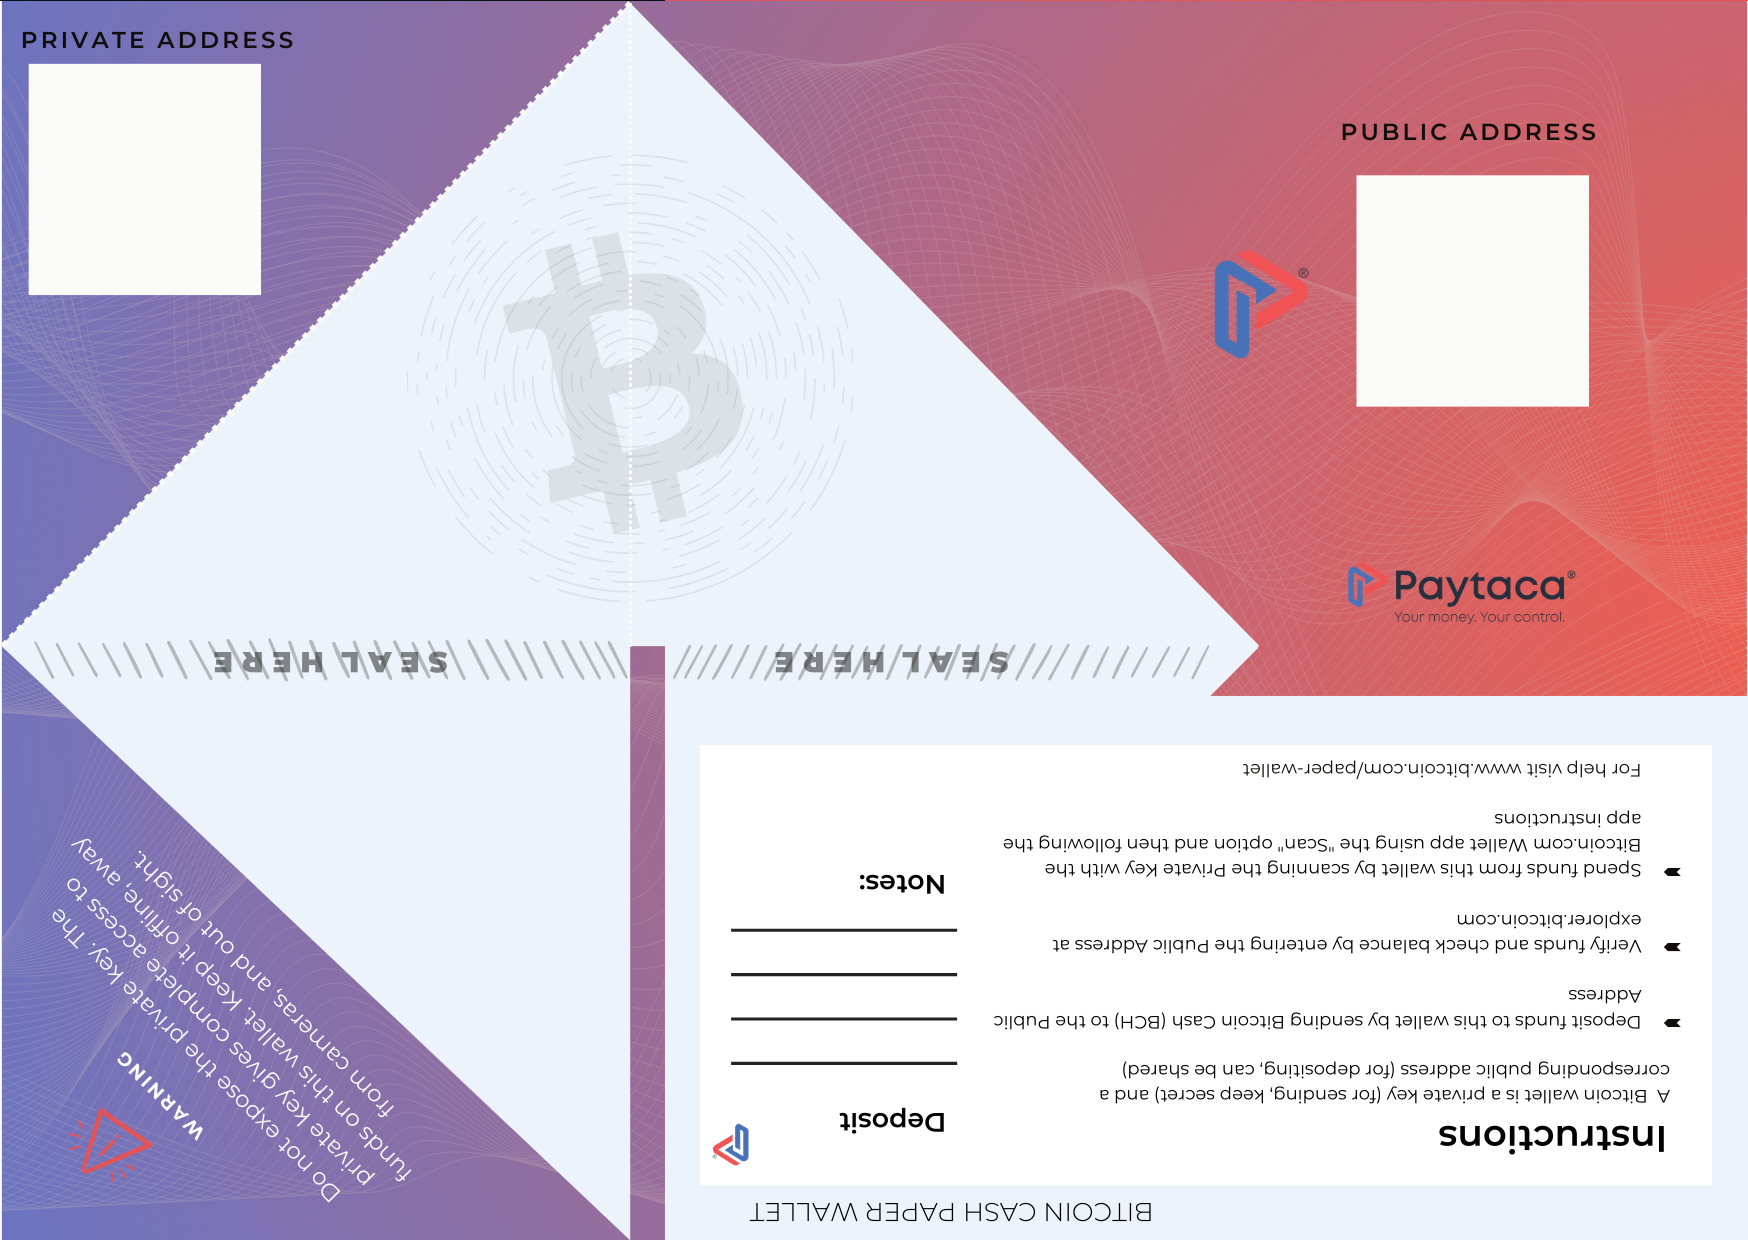 PRIVATE ADDRESS
PUBLIC ADDRESS
®
Paytaca®
Your money. Your control.
SEAL HERE
SEAL HERE
WARNING
Do not expose the private key. The
private key gives complete access to
funds on this wallet. Keep it offline, away
from cameras, and out of sight.
BITCOIN CASH PAPER WALLET
Instructions
A Bitcoin wallet is a private key (for sending, keep secret) and a
corresponding public address (for depositing, can be shared)
Deposit funds to this wallet by sending Bitcoin Cash (BCH) to the Public
Address
Verify funds and check balance by entering the Public Address at
explorer.bitcoin.com
Spend funds from this wallet by scanning the Private Key with the
Bitcoin.com Wallet app using the "Scan" option and then following the
app instructions
For help visit www.bitcoin.com/paper-wallet
Deposit
Notes:
®